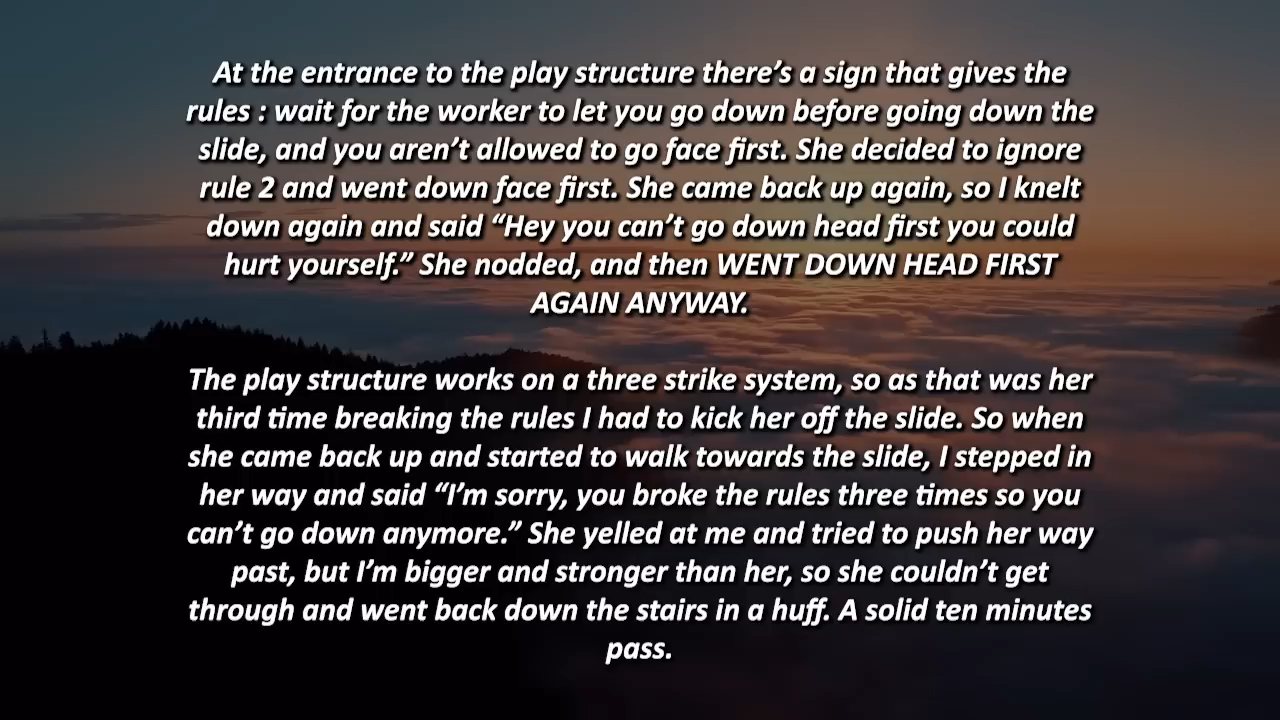 At the entrance to the play structure there’s a sign that gives the
rules : wait for the worker to let you go down before going down the
slide, and you aren’t allowed to go face first. She decided to ignore
rule 2 and went down face first. She came back up again, so I knelt
down again and said “Hey you can’t go down head first you could
hurt yourself.” She nodded, and then WENT DOWN HEAD FIRST
AGAIN ANYWAY.
The play structure works on a three strike system, so as that was her
third time breaking the rules I had to kick her off the slide. So when
she came back up and started to walk towards the slide, I stepped in
her way and said “I’m sorry, you broke the rules three times so you
can’t go down anymore.” She yelled at me and tried to push her way
past, but I’m bigger and stronger than her, so she couldn’t get
through and went back down the stairs in a huff. A solid ten minutes
pass.